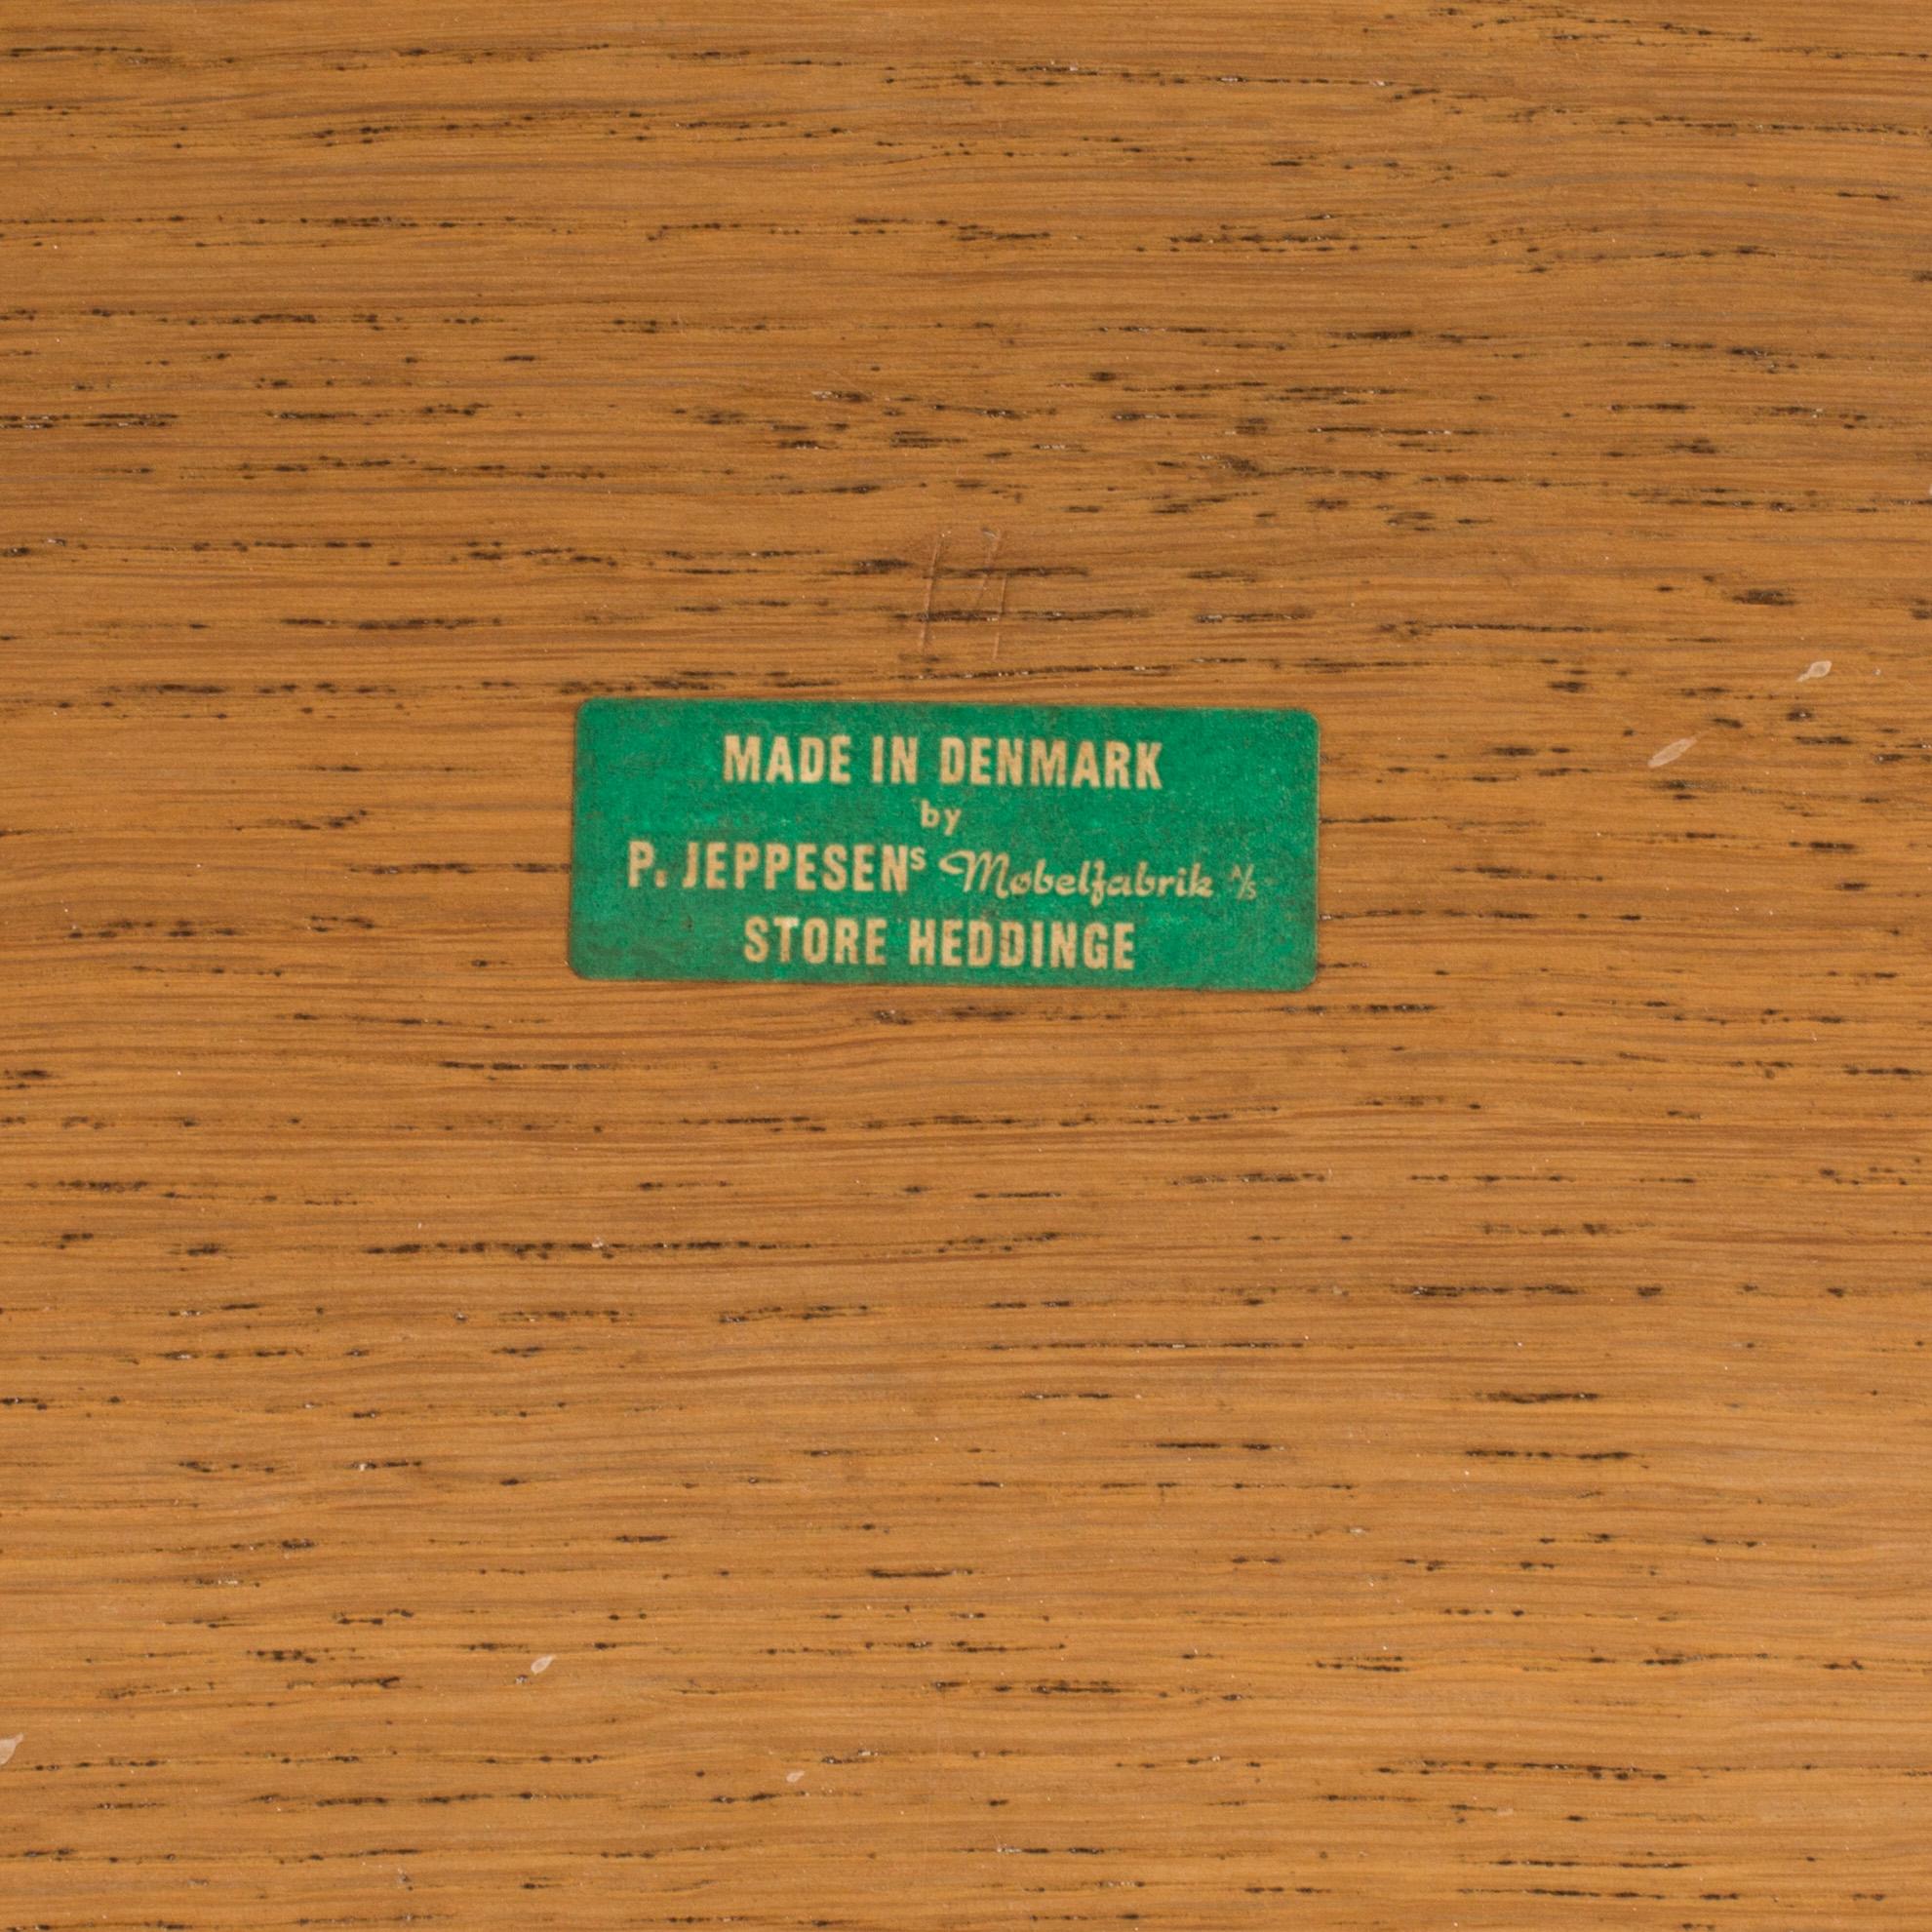 MADE IN DENMARK
by
P. JEPPESENs Møbelfabrik A/S
STORE HEDDINGE